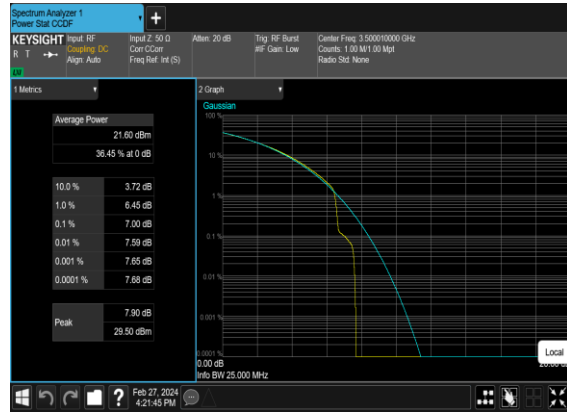 Spectrum Analyzer 1
Power Stat CCDF
+
KEYSIGHT
R T
LXI
Input: RF
Coupling: DC
Align: Auto
Input Z: 50 Ω
Corr CCorr
Freq Ref: Int (S)
Atten: 20 dB
Trig: RF Burst
#IF Gain: Low
Center Freq: 3.500010000 GHz
Counts: 1.00 M/1.00 Mpt
Radio Std: None
1 Metrics
Average Power
21.60 dBm
36.45 % at 0 dB
10.0 % 3.72 dB
1.0 % 6.45 dB
0.1 % 7.00 dB
0.01 % 7.59 dB
0.001 % 7.65 dB
0.0001 % 7.68 dB
Peak
7.90 dB
29.50 dBm
2 Graph
Gaussian
100 %
10 %
1 %
0.1 %
0.01 %
0.001 %
0.0001 %
0.00 dB
Info BW 25.000 MHz
Local
?
Feb 27, 2024
4:21:45 PM